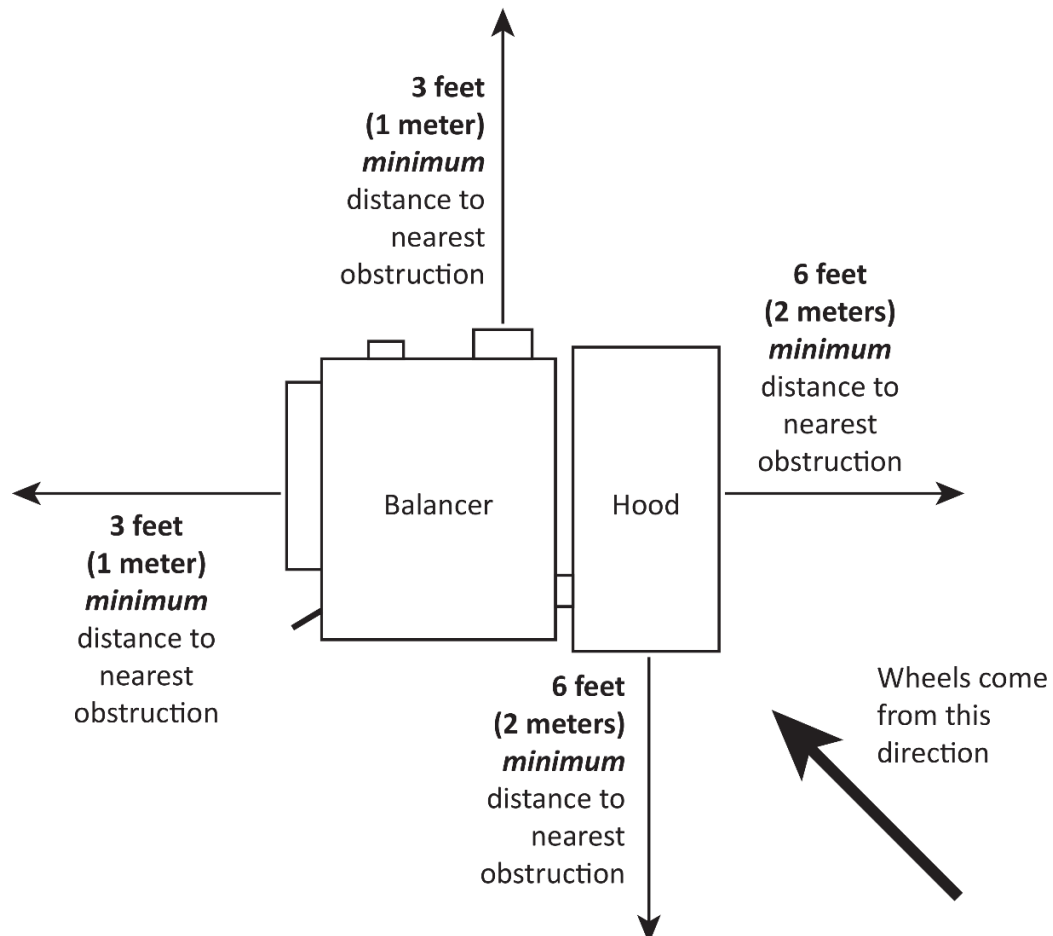 3 feet
(1 meter)
minimum
distance to
nearest
obstruction
6 feet
(2 meters)
minimum
distance to
nearest
obstruction
Balancer
Hood
3 feet
(1 meter)
minimum
distance to
nearest
obstruction
6 feet
(2 meters)
minimum
distance to
nearest
obstruction
Wheels come
from this
direction